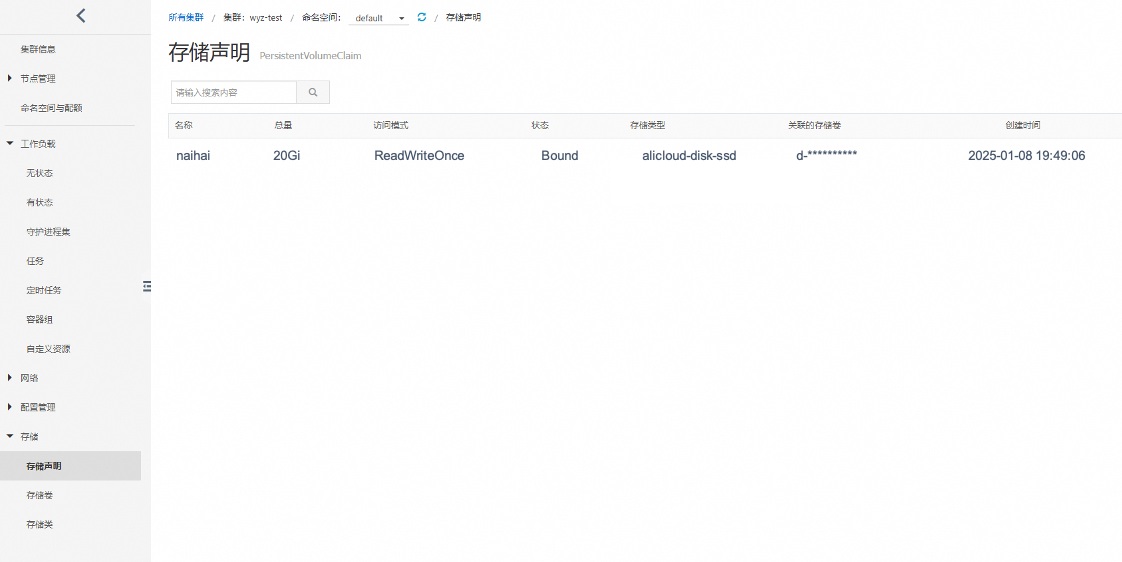 所有集群 / 集群：wyz-test / 命名空间： default / 存储声明
存储声明 PersistentVolumeClaim
请输入搜索内容
名称 总量 访问模式 状态 存储类型 关联的存储卷 创建时间
naihai 20Gi ReadWriteOnce Bound alicloud-disk-ssd d-********** 2025-01-08 19:49:06
集群信息
节点管理
命名空间与配额
工作负载
无状态
有状态
守护进程集
任务
定时任务
容器组
自定义资源
网络
配置管理
存储
存储声明
存储卷
存储类